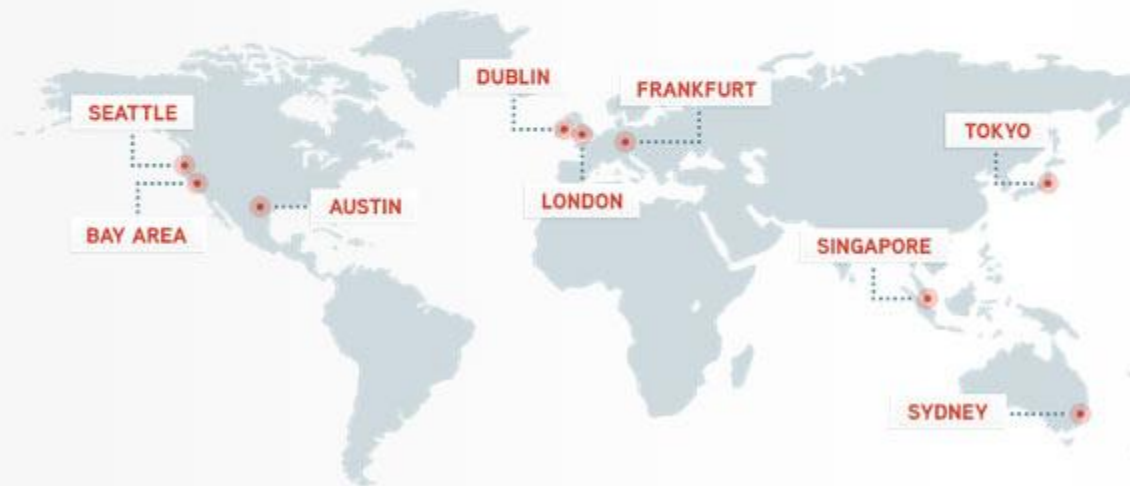 DUBLIN
FRANKFURT
SEATTLE
TOKYO
LONDON
AUSTIN
BAY AREA
SINGAPORE
SYDNEY